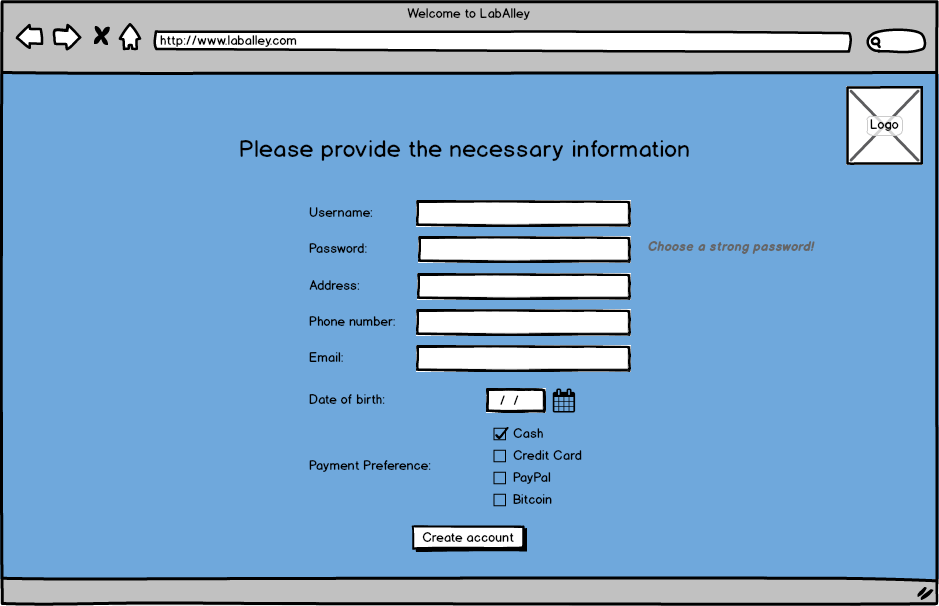 Welcome to LabAlley
http://www.laballey.com
Logo
Please provide the necessary information
Username:
Password:
Choose a strong password!
Address:
Phone number:
Email:
Date of birth:
/ /
Cash
Credit Card
Payment Preference:
PayPal
Bitcoin
Create account